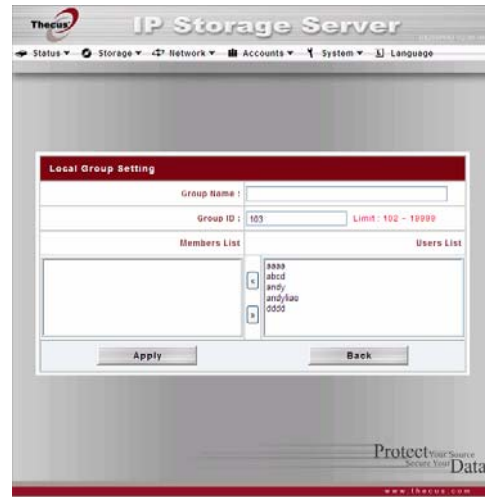 Thecus
IP Storage Server
Status Storage Network Accounts System Language
Local Group Setting
Group Name :
Group ID : 103 Limit : 102 - 19999
Members List Users List
«
aaaa
abcd
andy
andyliao
dddd
»
Apply Back
Protect Your Source
Secure Your Data
www.thecus.com